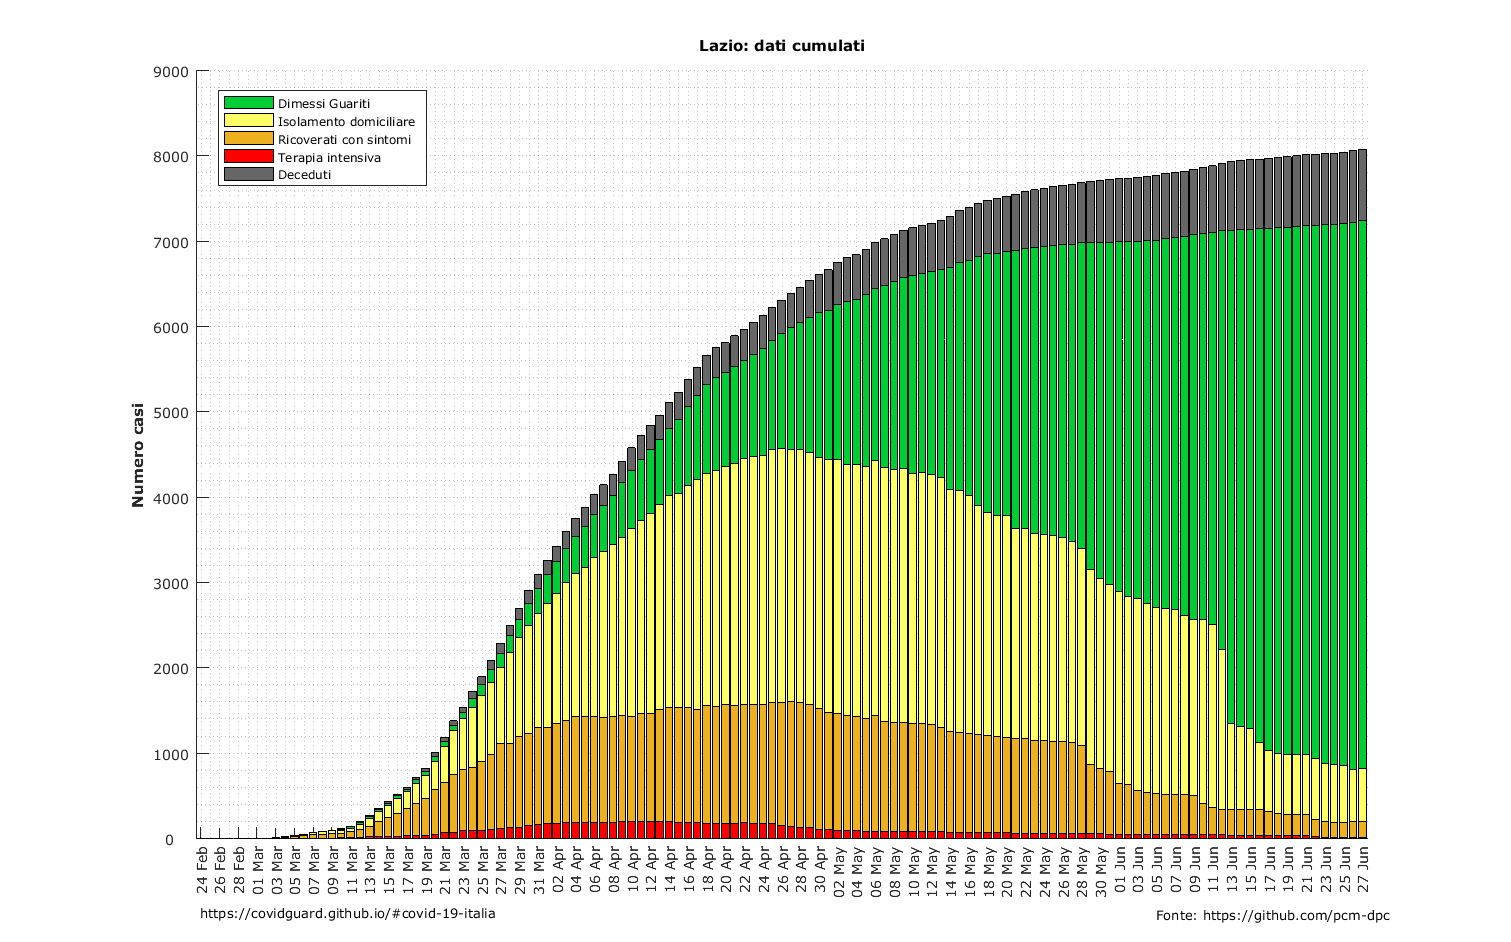 Lazio: dati cumulati
Numero casi
9000
8000
7000
6000
5000
4000
3000
2000
1000
0
Dimessi Guariti
Isolamento domiciliare
Ricoverati con sintomi
Terapia intensiva
Deceduti
24 Feb
26 Feb
28 Feb
01 Mar
03 Mar
05 Mar
07 Mar
09 Mar
11 Mar
13 Mar
15 Mar
17 Mar
19 Mar
21 Mar
23 Mar
25 Mar
27 Mar
29 Mar
31 Mar
02 Apr
04 Apr
06 Apr
08 Apr
10 Apr
12 Apr
14 Apr
16 Apr
18 Apr
20 Apr
22 Apr
24 Apr
26 Apr
28 Apr
30 Apr
02 May
04 May
06 May
08 May
10 May
12 May
14 May
16 May
18 May
20 May
22 May
24 May
26 May
28 May
30 May
01 Jun
03 Jun
05 Jun
07 Jun
09 Jun
11 Jun
13 Jun
15 Jun
17 Jun
19 Jun
21 Jun
23 Jun
25 Jun
27 Jun
https://covidguard.github.io/#covid-19-italia
Fonte: https://github.com/pcm-dpc